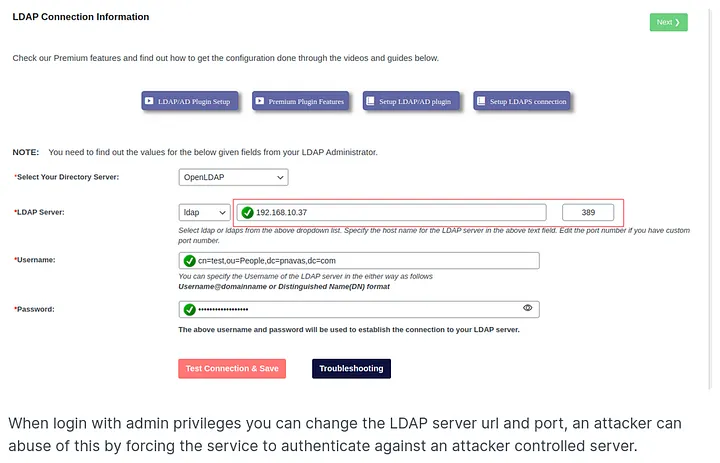 LDAP Connection Information
Next ❯
Check our Premium features and find out how to get the configuration done through the videos and guides below.
LDAP/AD Plugin Setup
Premium Plugin Features
Setup LDAP/AD plugin
Setup LDAPS connection
NOTE: You need to find out the values for the below given fields from your LDAP Administrator.
*Select Your Directory Server:
OpenLDAP
*LDAP Server:
ldap
192.168.10.37
389
Select ldap or ldaps from the above dropdown list. Specify the host name for the LDAP server in the above text field. Edit the port number if you have custom
port number.
*Username:
cn=test,ou=People,dc=pnavas,dc=com
You can specify the Username of the LDAP server in the either way as follows
Username@domainname or Distinguished Name(DN) format
*Password:
••••••••••••••••••
The above username and password will be used to establish the connection to your LDAP server.
Test Connection & Save
Troubleshooting
When login with admin privileges you can change the LDAP server url and port, an attacker can
abuse of this by forcing the service to authenticate against an attacker controlled server.